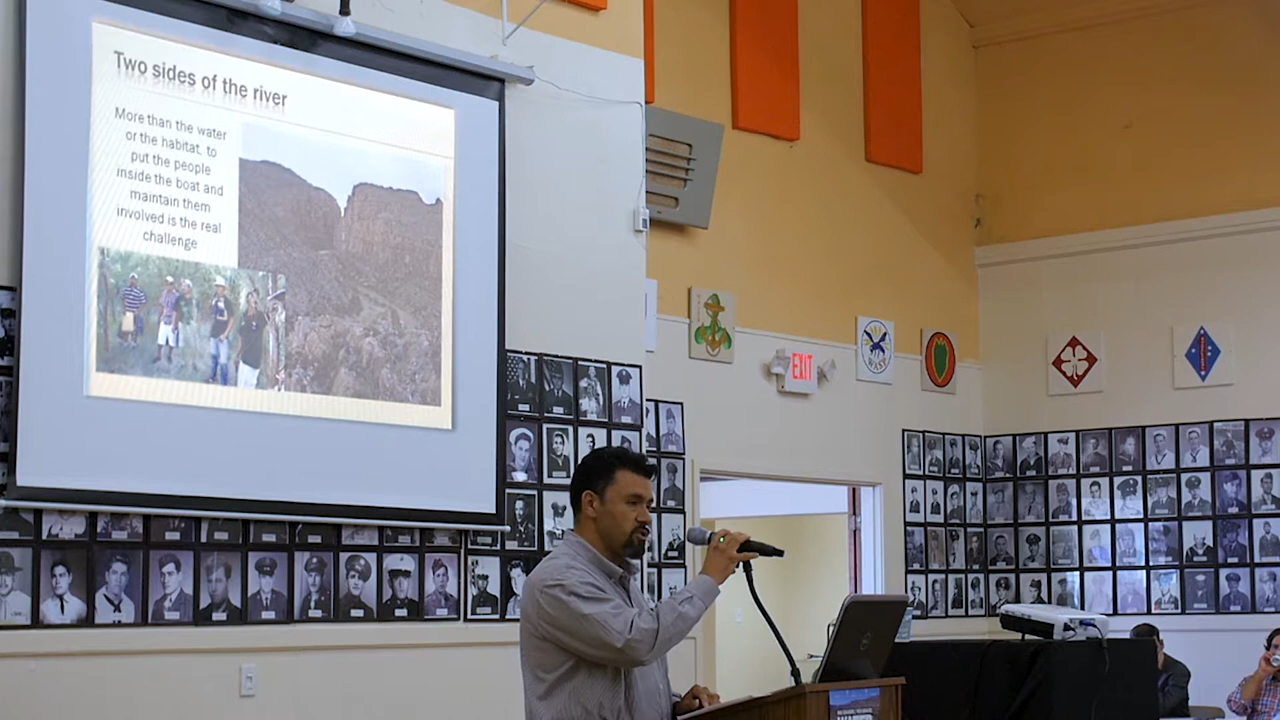 Two sides of the river
More than the water
or the habitat, to
put the people
inside the boat and
maintain them
involved is the real
challenge
EXIT
DELL